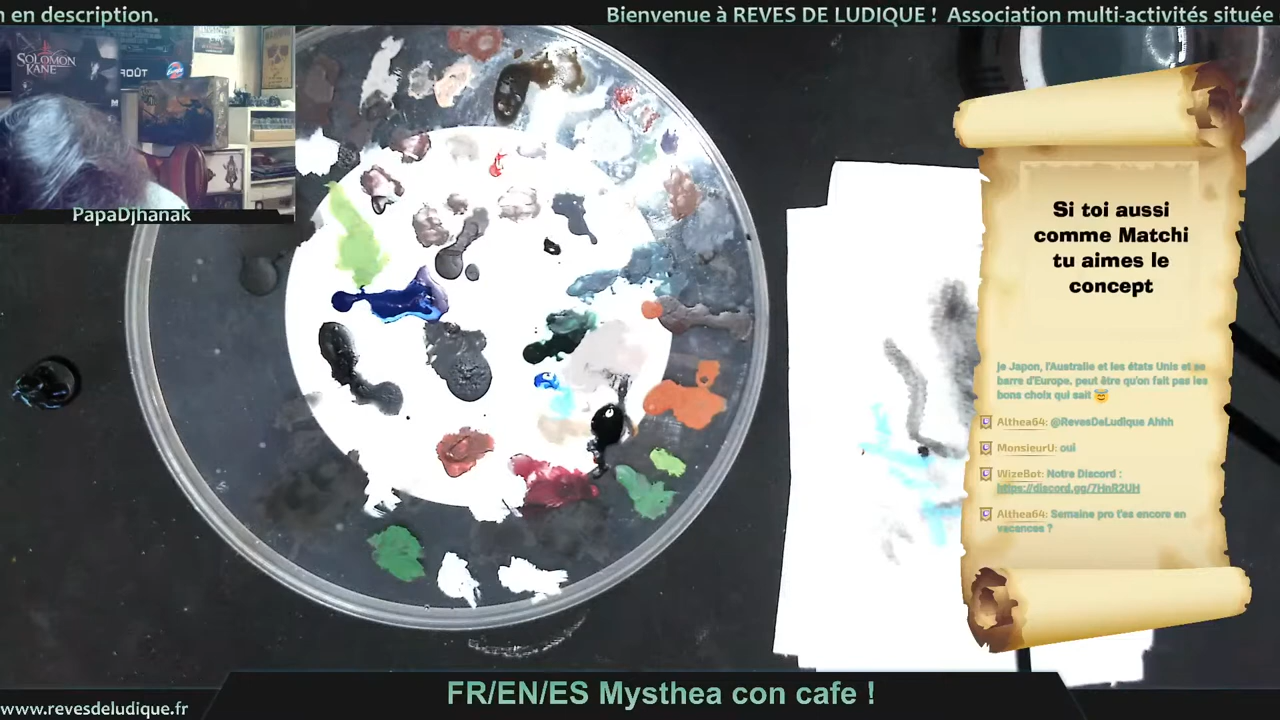 n en description.
Bienvenue à REVES DE LUDIQUE ! Association multi-activités située
SOLOMON
KANE
AOÛT
PapaDjhanak
Si toi aussi
comme Matchi
tu aimes le
concept
je Japon, l'Australie et les états Unis et se
barre d'Europe. peut être qu'on fait pas les
bons choix qui sait 😇
Althea64: @RevesDeLudique Ahhh
MonsieurU: oui
WizeBot: Notre Discord :
https://discord.gg/7HnR2UH
Althea64: Semaine pro t'es encore en
vacances ?
FR/EN/ES Mysthea con cafe !
www.revesdeludique.fr